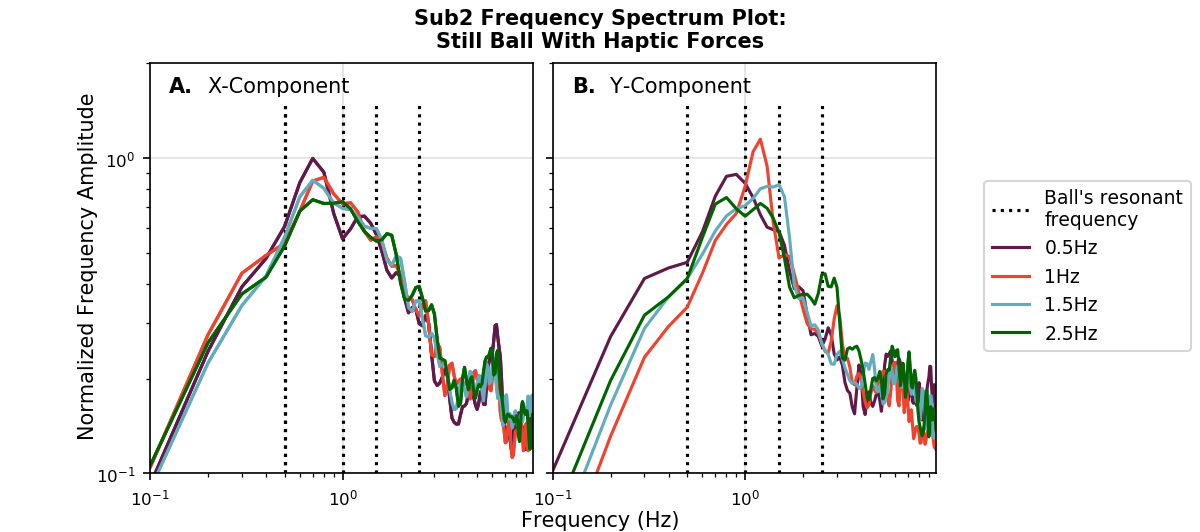 Sub2 Frequency Spectrum Plot:
Still Ball With Haptic Forces
A. X-Component
B. Y-Component
Normalized Frequency Amplitude
10⁰
10⁻¹
10⁻¹
10⁰
10⁻¹
10⁰
Frequency (Hz)
Ball's resonant
frequency
0.5Hz
1Hz
1.5Hz
2.5Hz